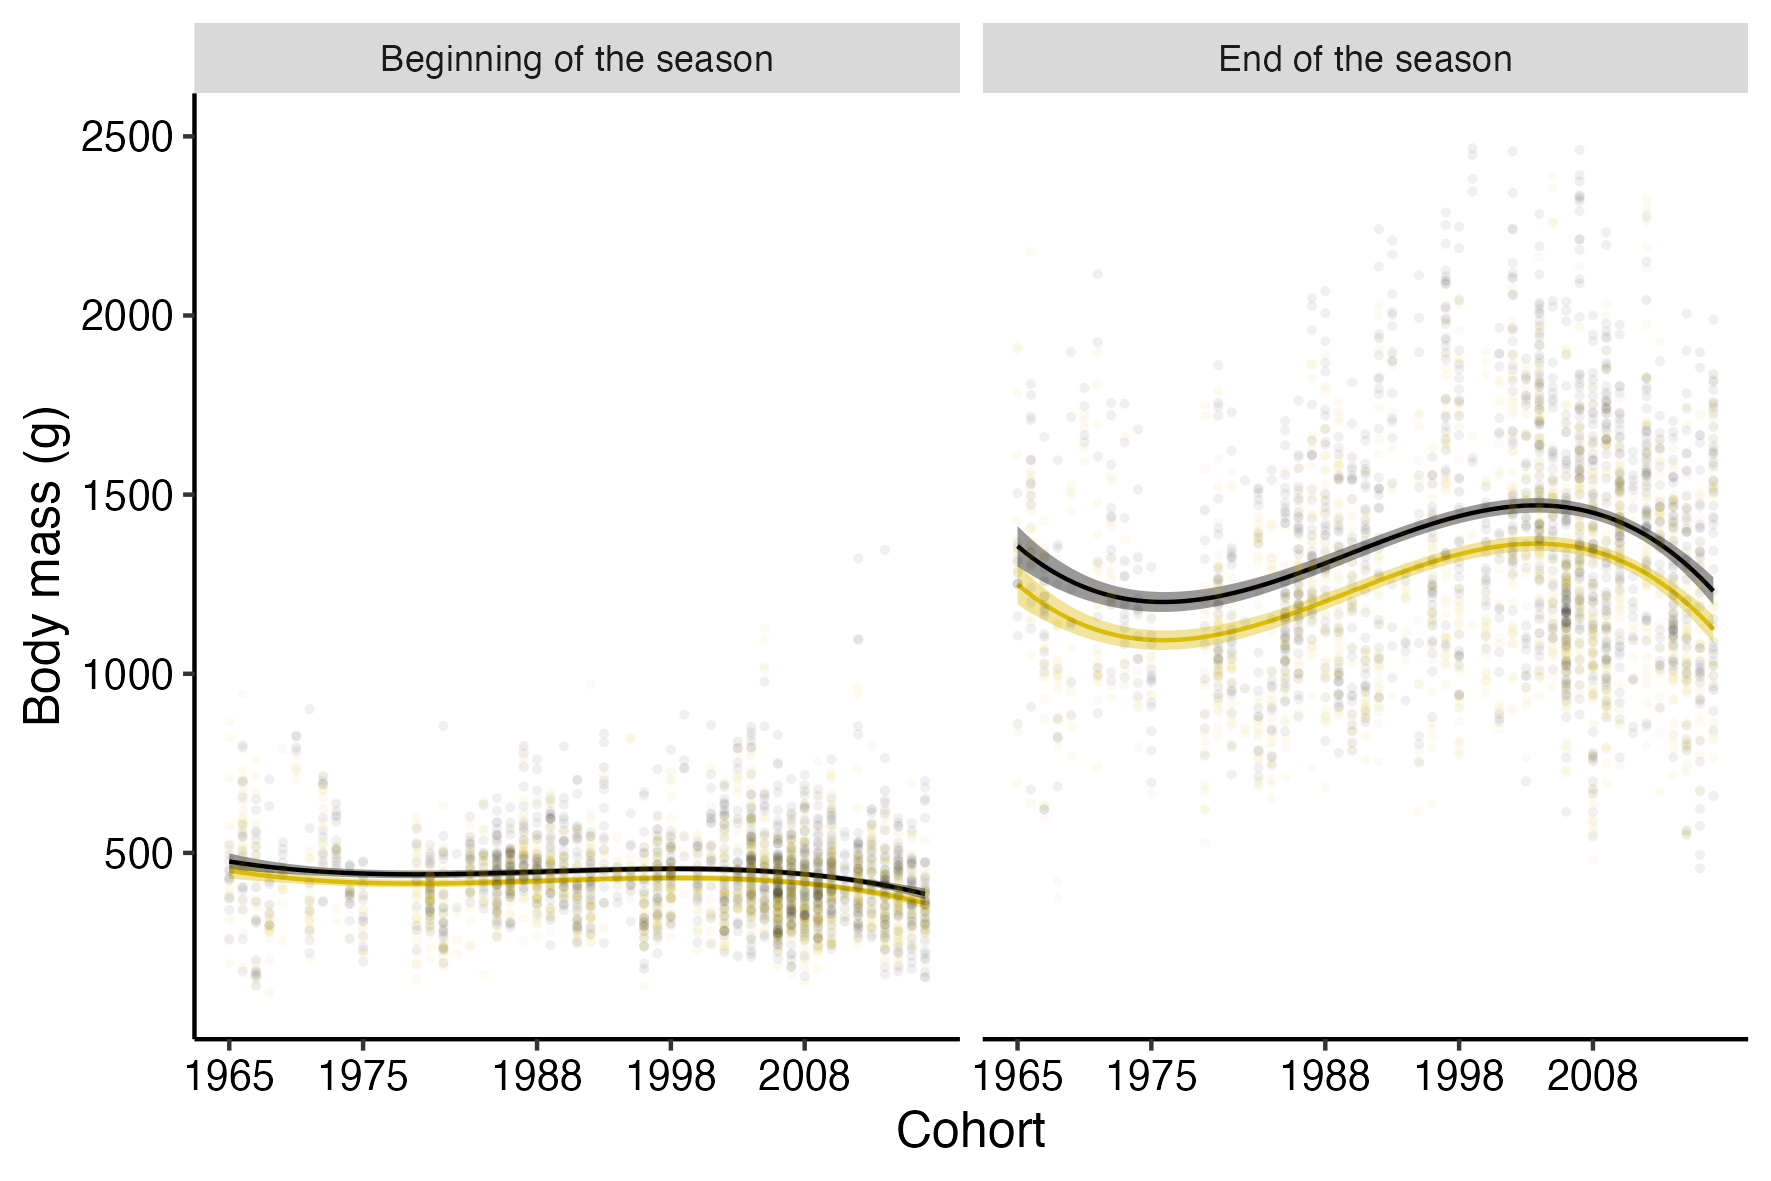 Beginning of the season
End of the season
2500
2000
1500
1000
500
Body mass (g)
1965 1975 1988 1998 2008
1965 1975 1988 1998 2008
Cohort